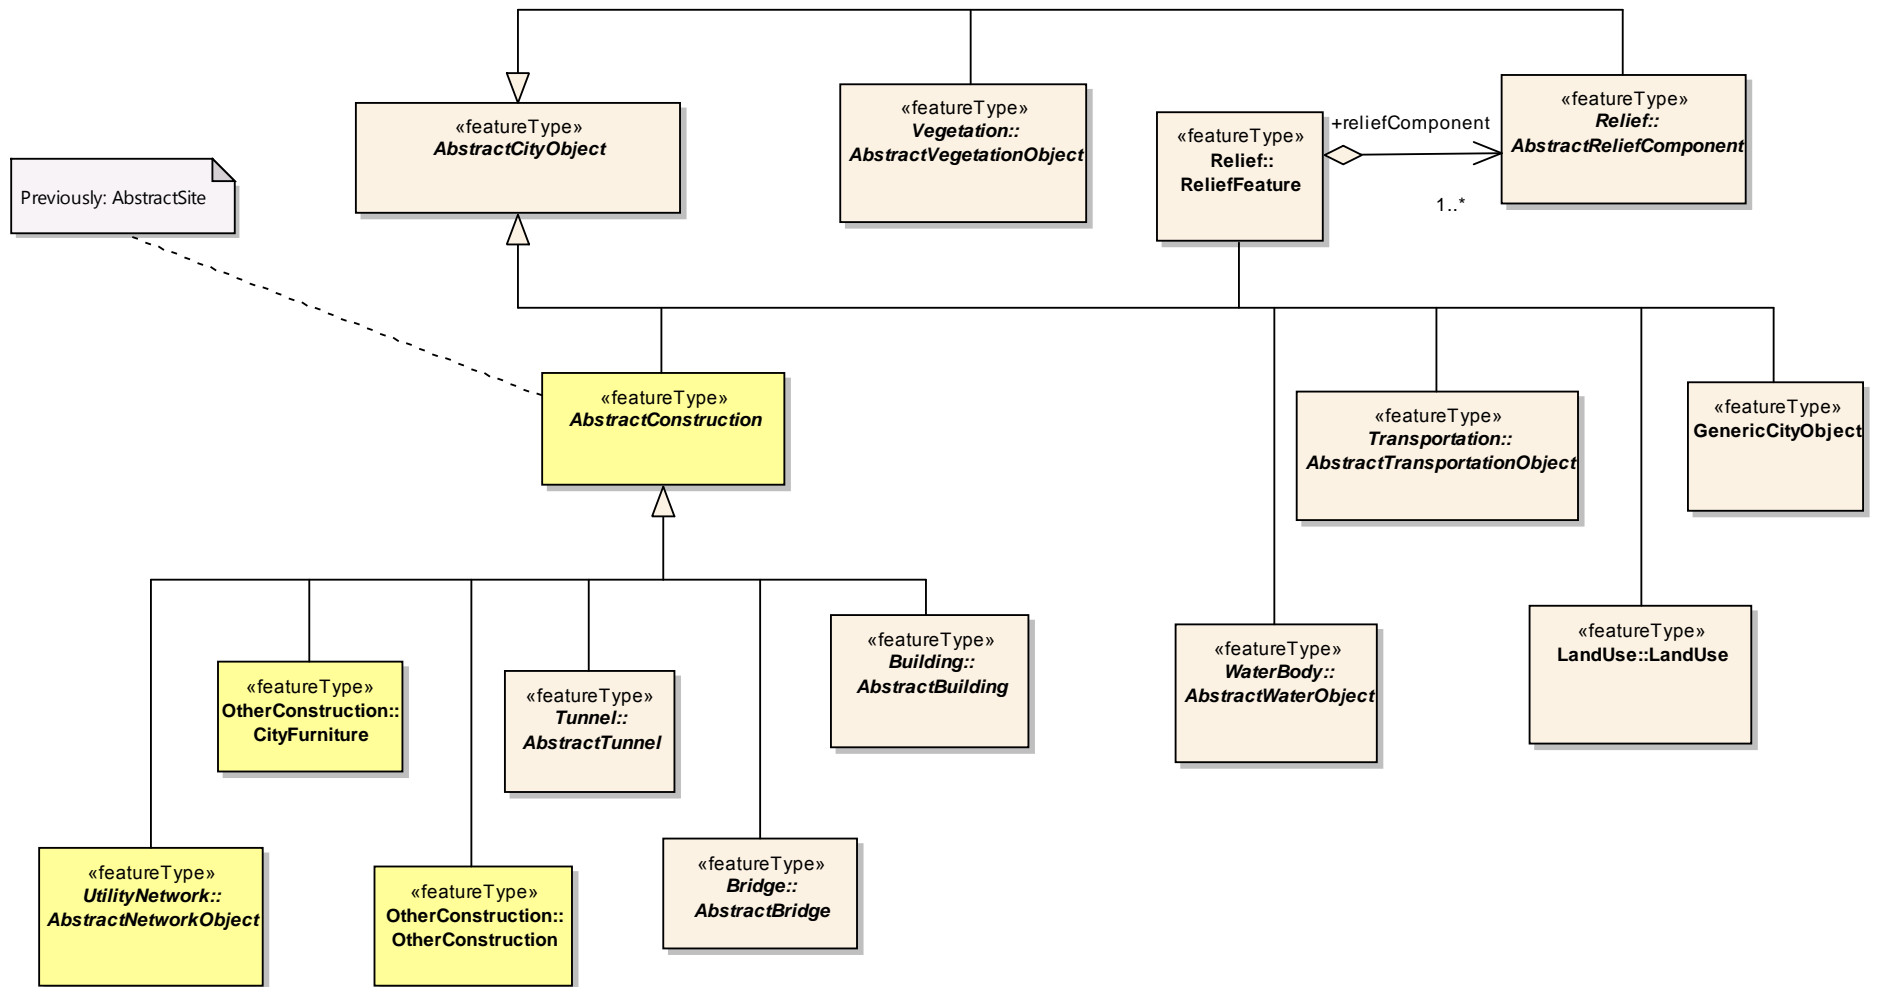 «featureType»
AbstractCityObject
«featureType»
Vegetation::
AbstractVegetationObject
«featureType»
Relief::
ReliefFeature
+reliefComponent
1..*
«featureType»
Relief::
AbstractReliefComponent
Previously: AbstractSite
«featureType»
AbstractConstruction
«featureType»
Transportation::
AbstractTransportationObject
«featureType»
GenericCityObject
«featureType»
OtherConstruction::
CityFurniture
«featureType»
Tunnel::
AbstractTunnel
«featureType»
Building::
AbstractBuilding
«featureType»
WaterBody::
AbstractWaterObject
«featureType»
LandUse::LandUse
«featureType»
UtilityNetwork::
AbstractNetworkObject
«featureType»
OtherConstruction::
OtherConstruction
«featureType»
Bridge::
AbstractBridge